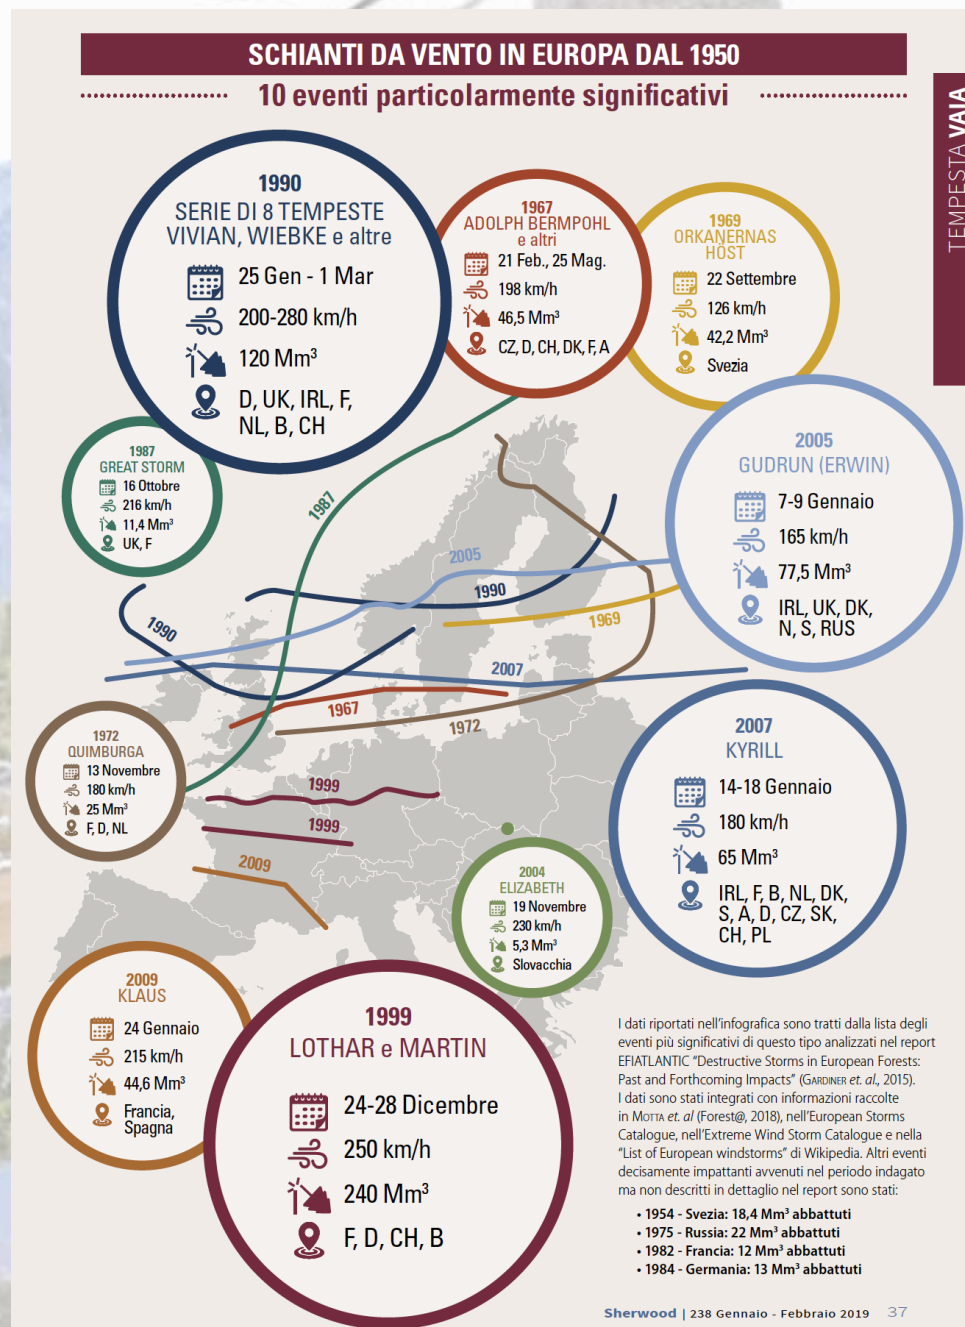 SCHIANTI DA VENTO IN EUROPA DAL 1950
10 eventi particolarmente significativi
TEMPESTA VAIA
1990
SERIE DI 8 TEMPESTE
VIVIAN, WIEBKE e altre
25 Gen - 1 Mar
200-280 km/h
120 Mm³
D, UK, IRL, F,
NL, B, CH
1967
ADOLPH BERMPOHL
e altri
21 Feb., 25 Mag.
198 km/h
46,5 Mm³
CZ, D, CH, DK, F, A
1969
ORKANERNAS
HÖST
22 Settembre
126 km/h
42,2 Mm³
Svezia
1987
GREAT STORM
16 Ottobre
216 km/h
11,4 Mm³
UK, F
2005
GUDRUN (ERWIN)
7-9 Gennaio
165 km/h
77,5 Mm³
IRL, UK, DK,
N, S, RUS
1987
2005
1990
1969
1990
2007
1967
1972
1999
1999
2009
1972
QUIMBURGA
13 Novembre
180 km/h
25 Mm³
F, D, NL
2007
KYRILL
14-18 Gennaio
180 km/h
65 Mm³
IRL, F, B, NL, DK,
S, A, D, CZ, SK,
CH, PL
2004
ELIZABETH
19 Novembre
230 km/h
5,3 Mm³
Slovacchia
2009
KLAUS
24 Gennaio
215 km/h
44,6 Mm³
Francia,
Spagna
1999
LOTHAR e MARTIN
24-28 Dicembre
250 km/h
240 Mm³
F, D, CH, B
I dati riportati nell'infografica sono tratti dalla lista degli
eventi più significativi di questo tipo analizzati nel report
EFIATLANTIC “Destructive Storms in European Forests:
Past and Forthcoming Impacts” (GARDINER et. al., 2015).
I dati sono stati integrati con informazioni raccolte
in MOTTA et. al (Forest@, 2018), nell'European Storms
Catalogue, nell'Extreme Wind Storm Catalogue e nella
“List of European windstorms” di Wikipedia. Altri eventi
decisamente impattanti avvenuti nel periodo indagato
ma non descritti in dettaglio nel report sono stati:
• 1954 - Svezia: 18,4 Mm³ abbattuti
• 1975 - Russia: 22 Mm³ abbattuti
• 1982 - Francia: 12 Mm³ abbattuti
• 1984 - Germania: 13 Mm³ abbattuti
Sherwood | 238 Gennaio - Febbraio 2019 37